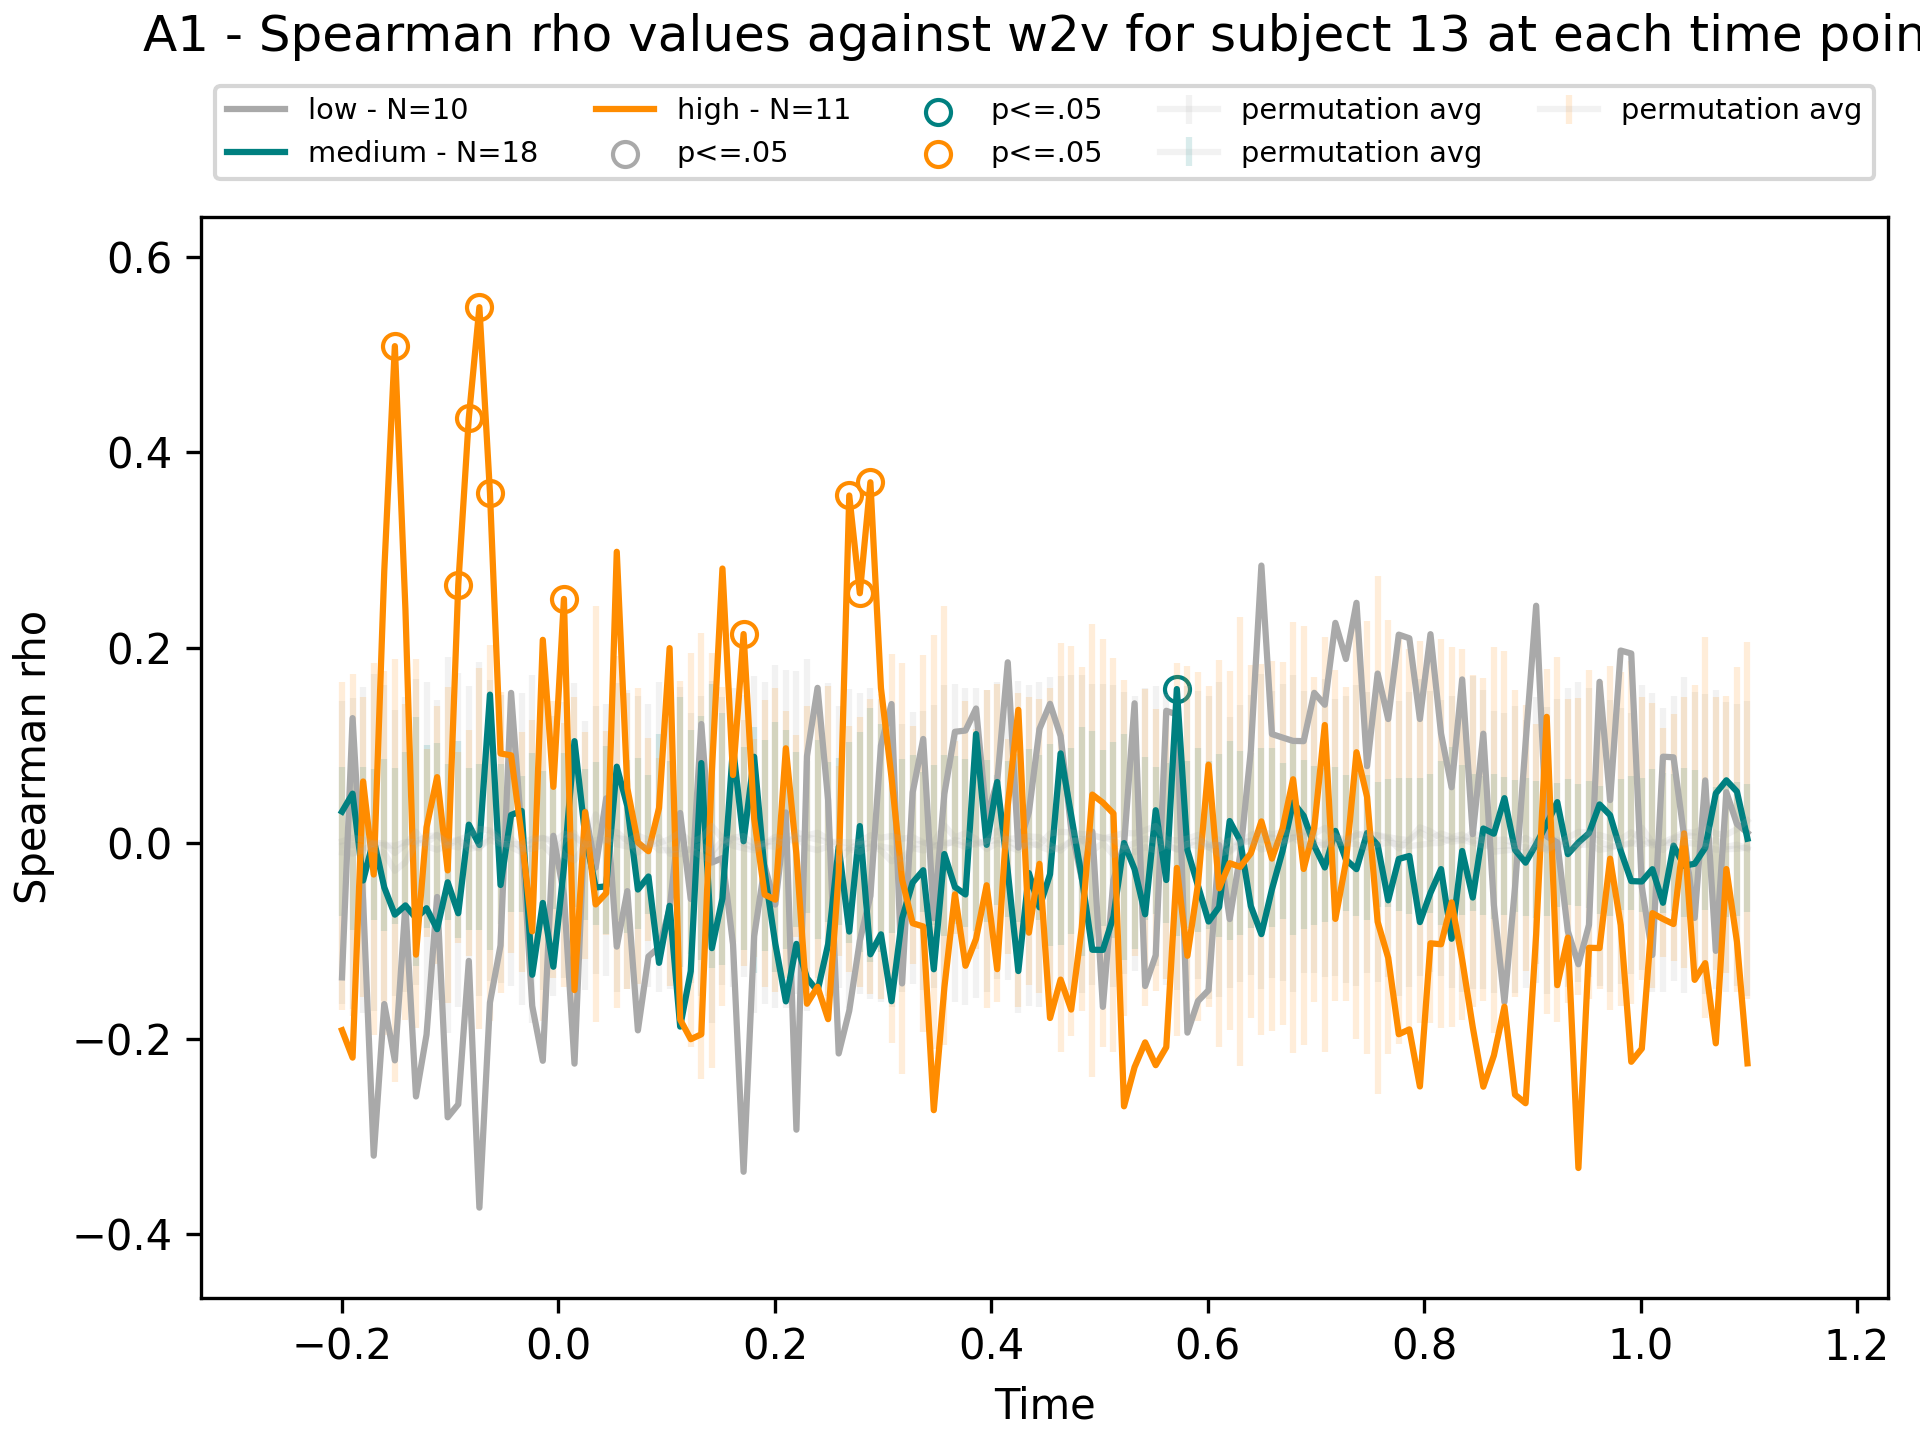 A1 - Spearman rho values against w2v for subject 13 at each time poin
low - N=10
medium - N=18
high - N=11
p<=.05
p<=.05
p<=.05
permutation avg
permutation avg
permutation avg
Spearman rho
0.6
0.4
0.2
0.0
−0.2
−0.4
−0.2 0.0 0.2 0.4 0.6 0.8 1.0 1.2
Time